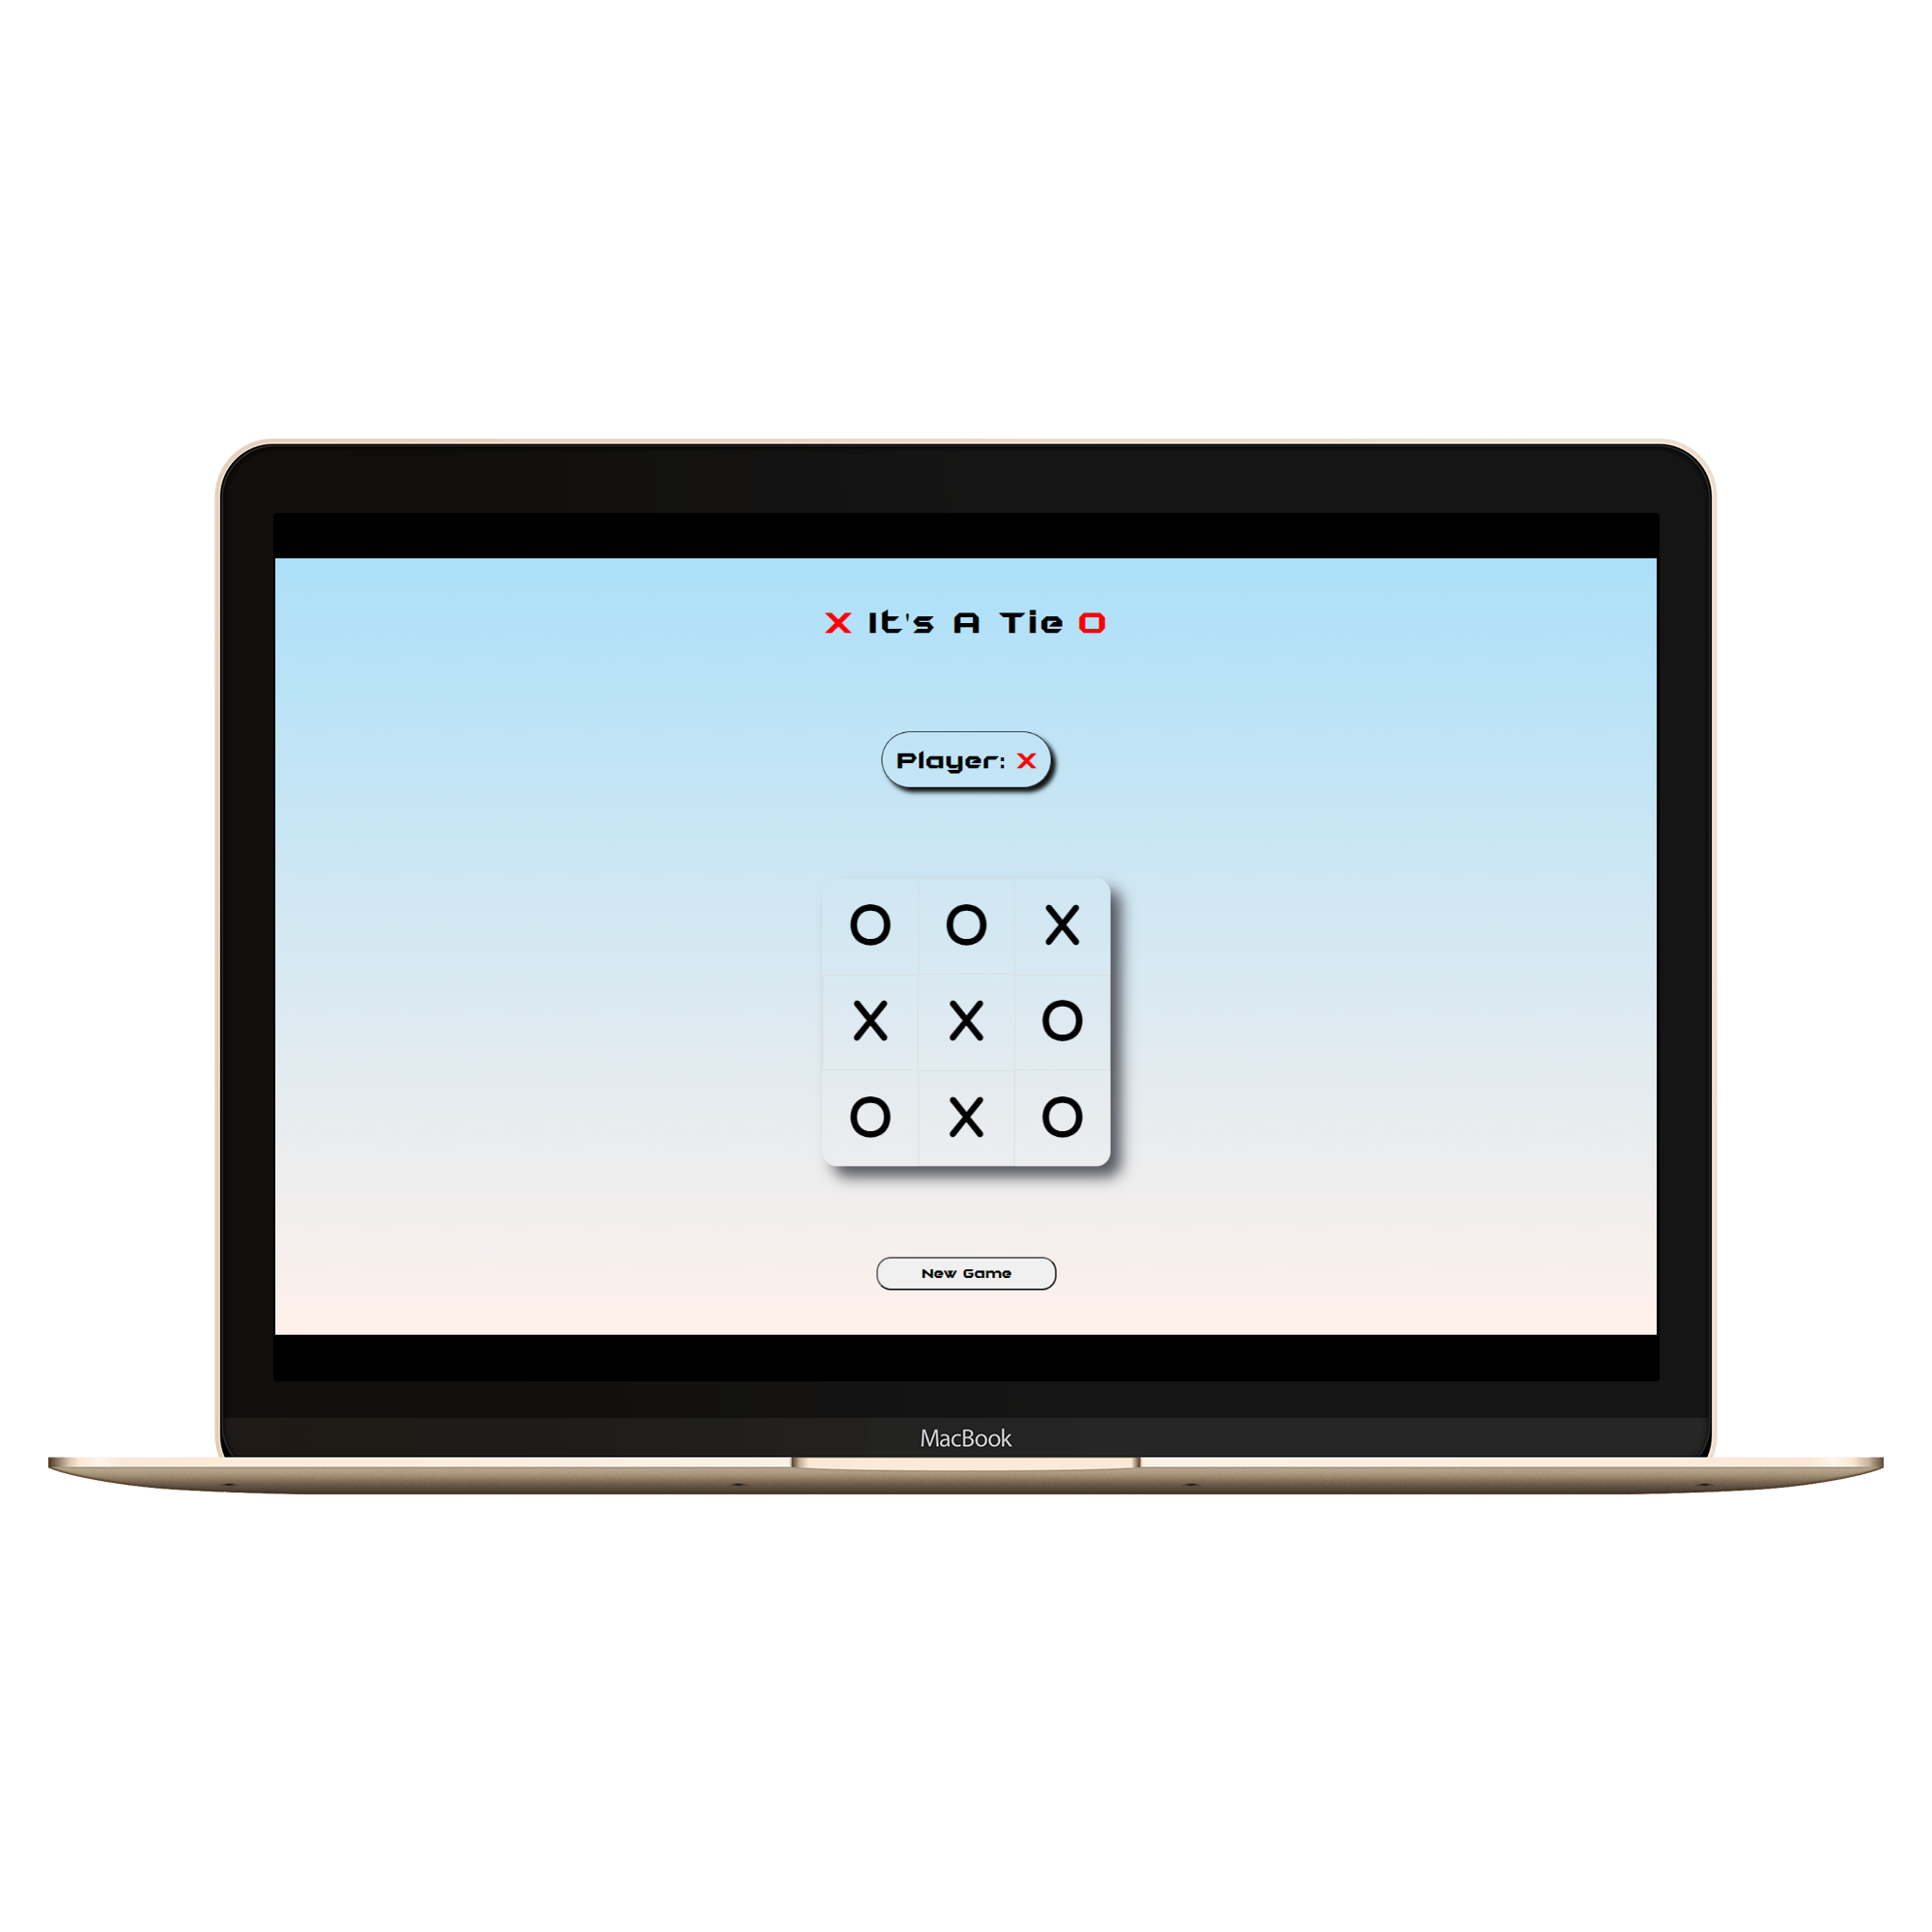 X It's A Tie O
Player: X
O O X
X X O
O X O
New Game
MacBook